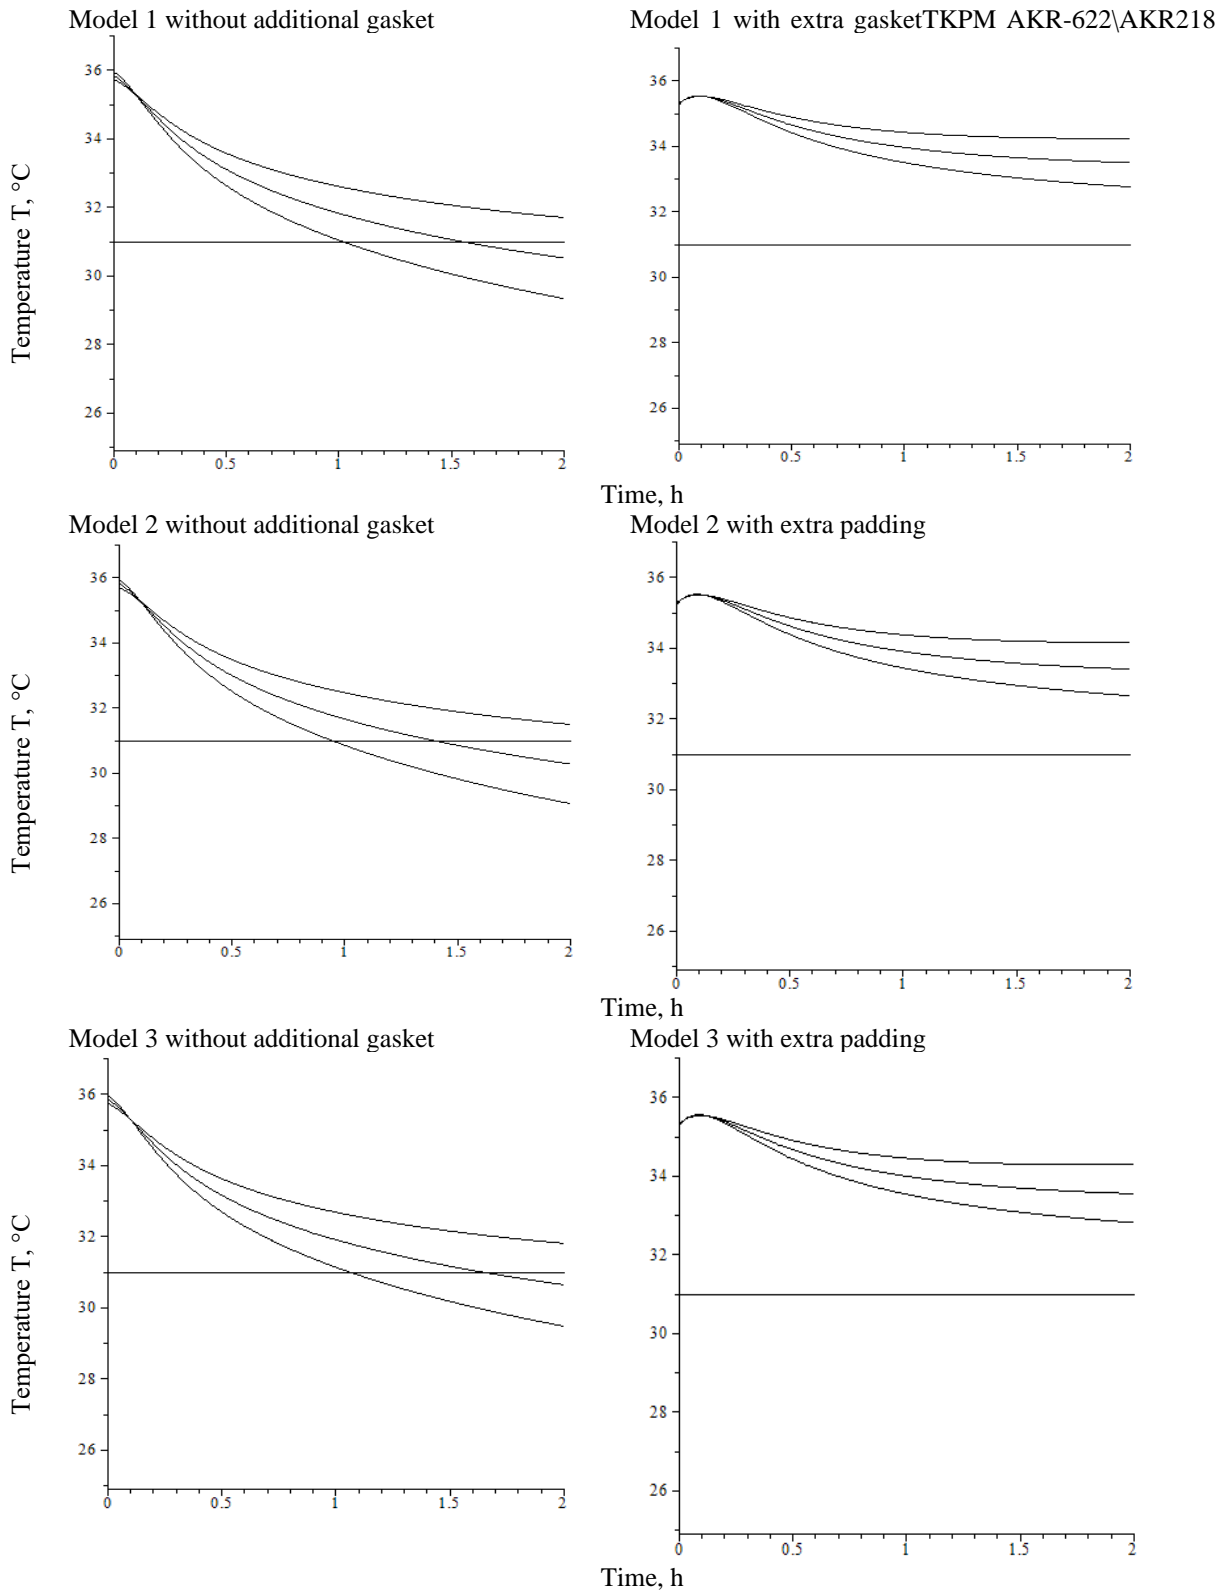 Model 1 without additional gasket
Model 1 with extra gasketTKPM AKR-622\AKR218
Temperature T, °C
36
34
32
30
28
26
0 0.5 1 1.5 2
36
34
32
30
28
26
0 0.5 1 1.5 2
Time, h
Model 2 without additional gasket
Model 2 with extra padding
Temperature T, °C
36
34
32
30
28
26
0 0.5 1 1.5 2
36
34
32
30
28
26
0 0.5 1 1.5 2
Time, h
Model 3 without additional gasket
Model 3 with extra padding
Temperature T, °C
36
34
32
30
28
26
0 0.5 1 1.5 2
36
34
32
30
28
26
0 0.5 1 1.5 2
Time, h